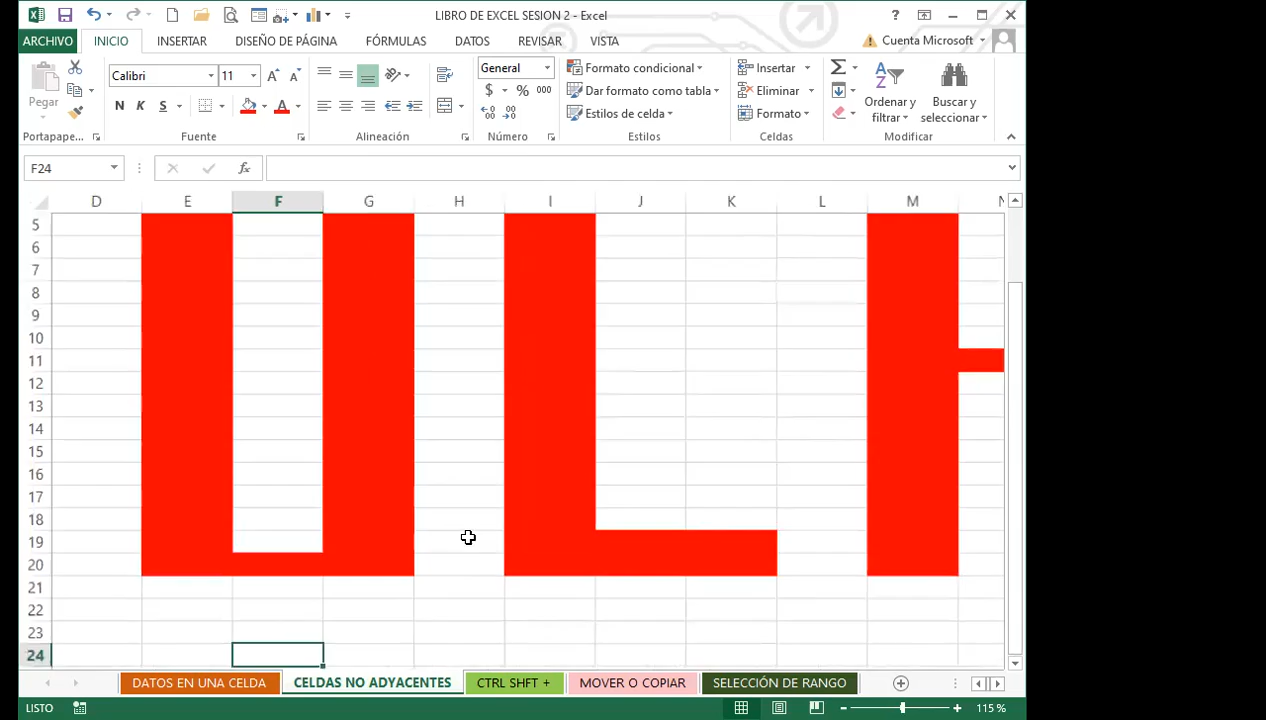 LIBRO DE EXCEL SESION 2 - Excel
?
ARCHIVO INICIO INSERTAR DISEÑO DE PÁGINA FÓRMULAS DATOS REVISAR VISTA Cuenta Microsoft
Pegar
Calibri 11
N K S
General
$ % 000
Formato condicional
Dar formato como tabla
Estilos de celda
Insertar
Eliminar
Formato
Ordenar y
filtrar
Buscar y
seleccionar
Portapape... Fuente Alineación Número Estilos Celdas Modificar
F24 fx
D E F G H I J K L M
5
6
7
8
9
10
11
12
13
14
15
16
17
18
19
20
21
22
23
24
DATOS EN UNA CELDA CELDAS NO ADYACENTES CTRL SHFT + MOVER O COPIAR SELECCIÓN DE RANGO
LISTO 115 %